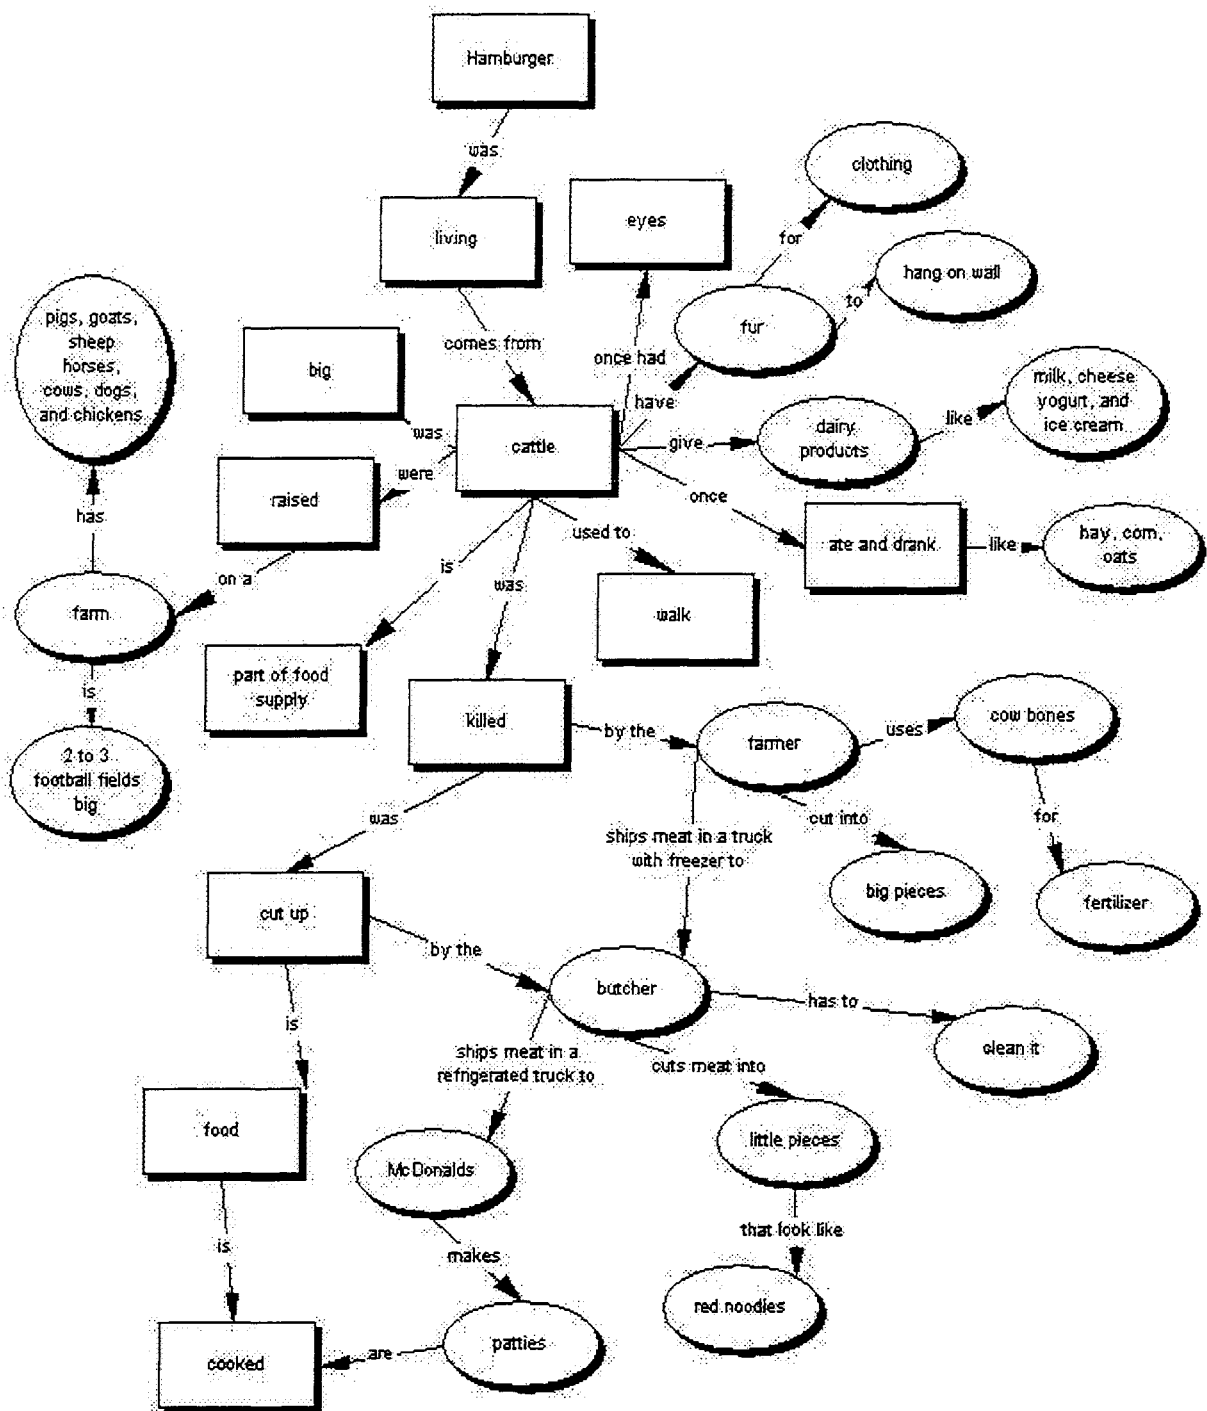 Hamburger
was
clothing
living
eyes
for
hang on wall
to
fur
pigs, goats,
sheep
horses,
cows, dogs,
and chickens
comes from
once had
big
have
milk, cheese
yogurt, and
ice cream
like
dairy
products
give
was
cattle
were
raised
once
has
used to
ate and drank
like
hay, corn,
oats
on a
is
was
farm
walk
part of food
supply
is
killed
by the
farmer
uses
cow bones
2 to 3
football fields
big
was
ships meat in a truck
with freezer to
cut into
for
big pieces
fertilizer
cut up
by the
butcher
has to
clean it
is
ships meat in a
refrigerated truck to
cuts meat into
food
McDonalds
little pieces
that look like
is
makes
red noodles
patties
are
cooked